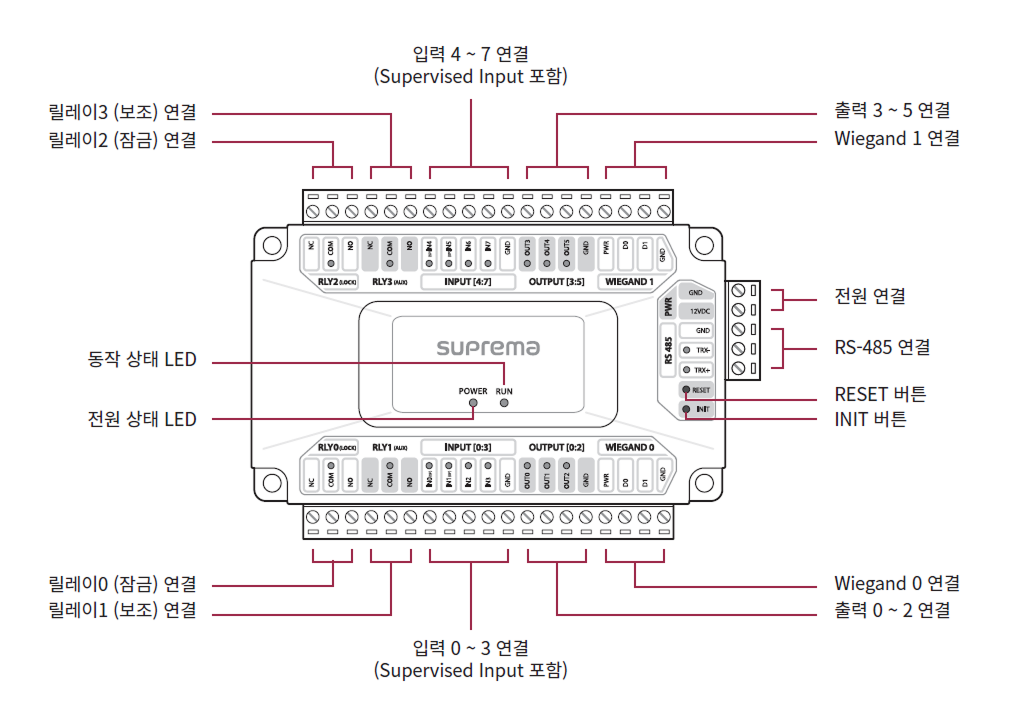 입력 4 ~ 7 연결
(Supervised Input 포함)
릴레이3 (보조) 연결
릴레이2 (잠금) 연결
출력 3 ~ 5 연결
Wiegand 1 연결
NC COM NO NC COM NO IN4 IN5 IN6 IN7 GND OUT3 OUT4 OUT5 GND PWR D0 D1 GND
RLY2 (LOCK) RLY3 (AUX) INPUT [4:7] OUTPUT [3:5] WIEGAND 1
PWR
GND
12VDC
RS 485
GND
TRX-
TRX+
RESET
INIT
전원 연결
RS-485 연결
RESET 버튼
INIT 버튼
suprema
POWER RUN
동작 상태 LED
전원 상태 LED
RLY0 (LOCK) RLY1 (AUX) INPUT [0:3] OUTPUT [0:2] WIEGAND 0
NC COM NO NC COM NO IN0 IN1 IN2 IN3 GND OUT0 OUT1 OUT2 GND PWR D0 D1 GND
릴레이0 (잠금) 연결
릴레이1 (보조) 연결
Wiegand 0 연결
출력 0 ~ 2 연결
입력 0 ~ 3 연결
(Supervised Input 포함)